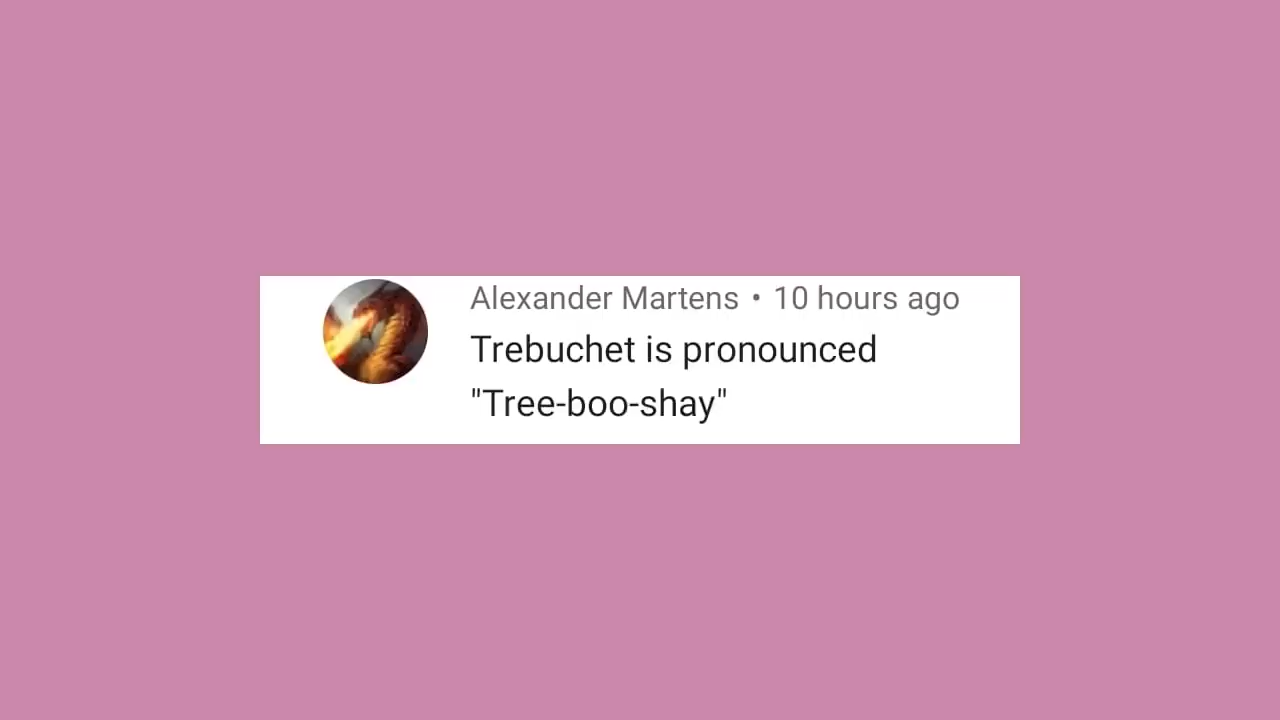 Alexander Martens • 10 hours ago
Trebuchet is pronounced
"Tree-boo-shay"